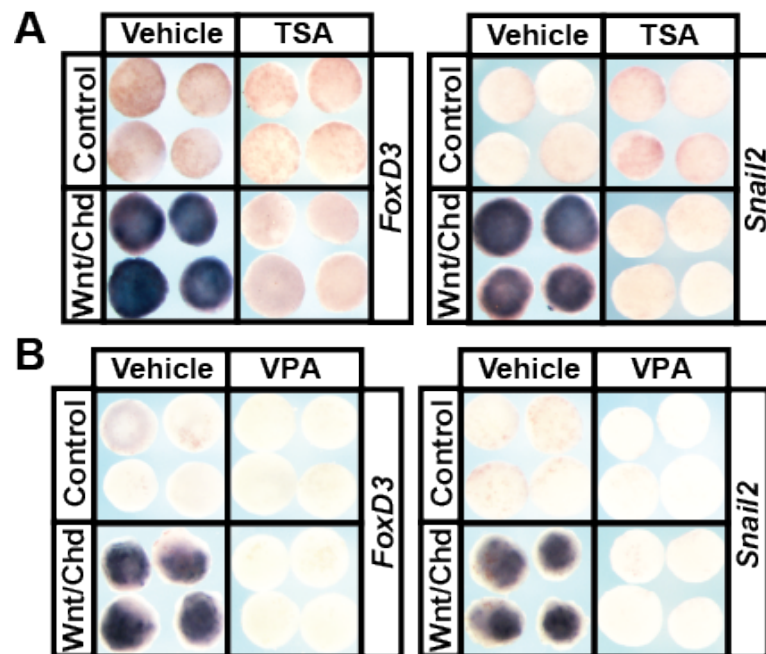 A
Vehicle TSA
Control
Wnt/Chd
FoxD3
Vehicle TSA
Control
Wnt/Chd
Snail2
B
Vehicle VPA
Control
Wnt/Chd
FoxD3
Vehicle VPA
Control
Wnt/Chd
Snail2